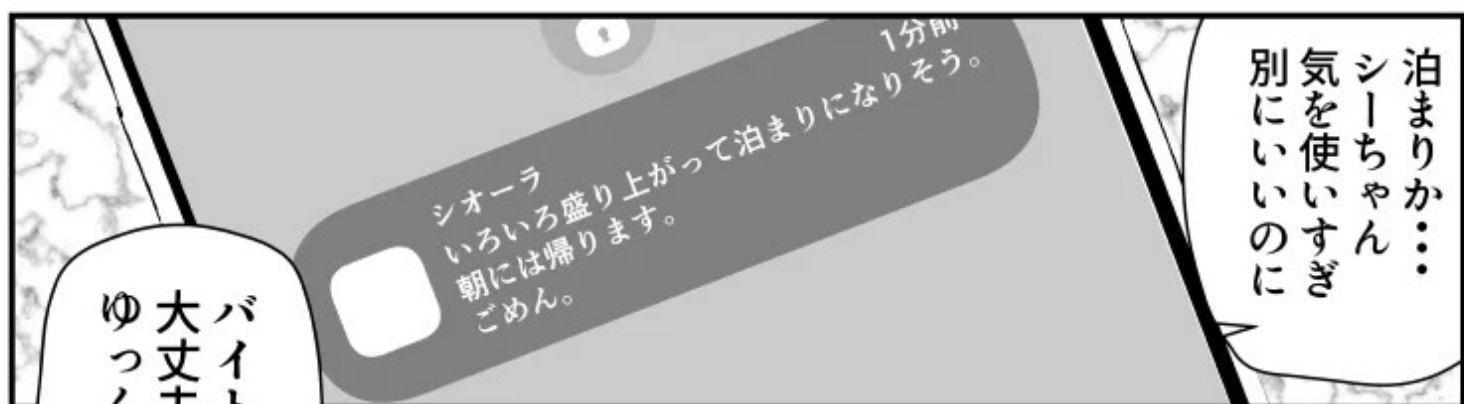 泊まりか・・・
シーちゃん
気を使いすぎ
別にいいのに
1分前
シオーラ
いろいろ盛り上がって泊まりになりそう。
朝には帰ります。
ごめん。
バイト
大丈夫
ゆっく